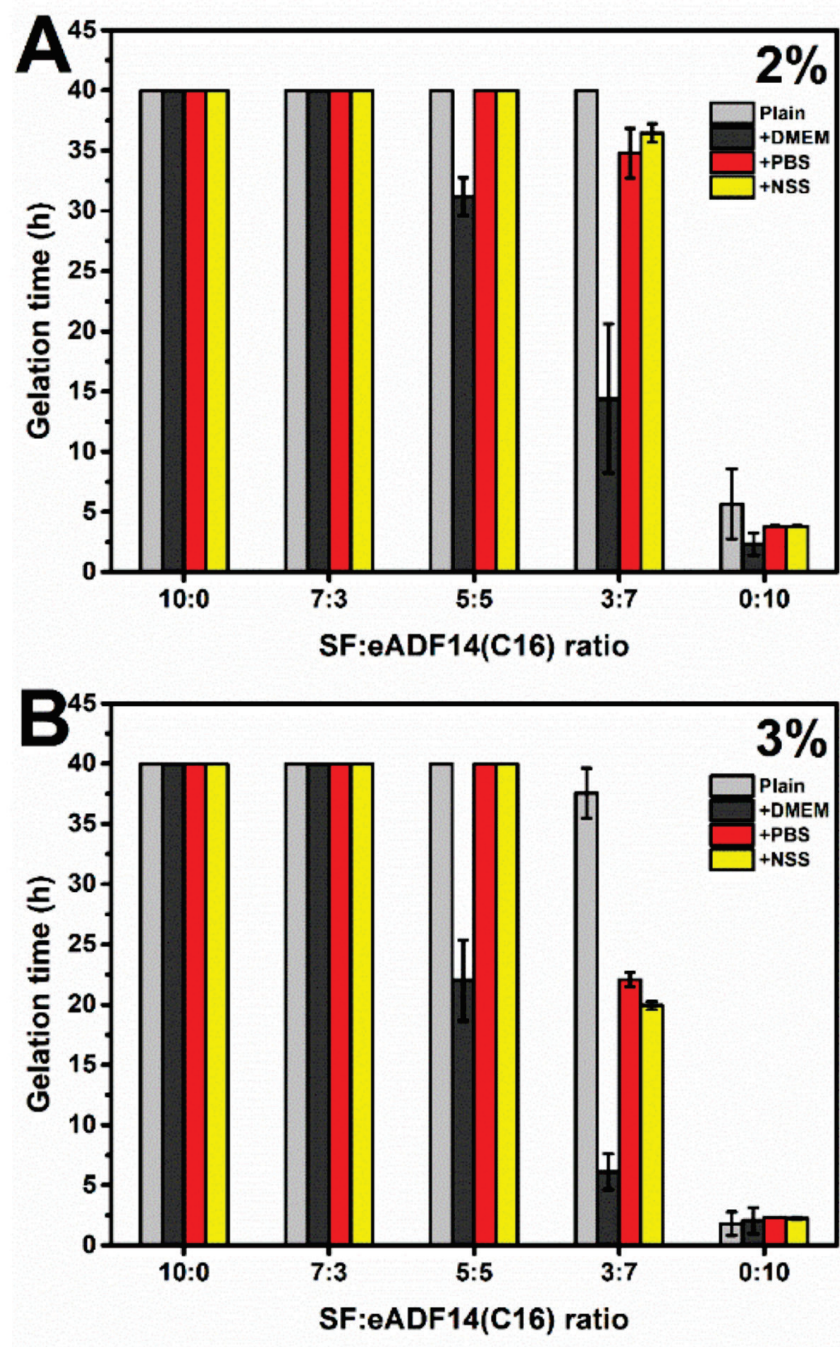 A
2%
Plain
+DMEM
+PBS
+NSS
Gelation time (h)
45
40
35
30
25
20
15
10
5
0
10:0 7:3 5:5 3:7 0:10
SF:eADF14(C16) ratio
B
3%
Plain
+DMEM
+PBS
+NSS
Gelation time (h)
45
40
35
30
25
20
15
10
5
0
10:0 7:3 5:5 3:7 0:10
SF:eADF14(C16) ratio